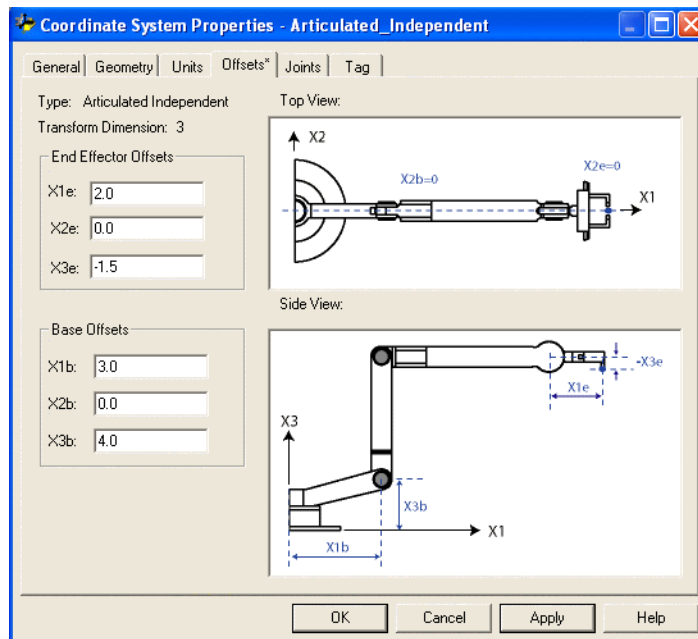 Coordinate System Properties - Articulated_Independent
General Geometry Units Offsets* Joints Tag
Type: Articulated Independent
Transform Dimension: 3
End Effector Offsets
X1e: 2.0
X2e: 0.0
X3e: -1.5
Base Offsets
X1b: 3.0
X2b: 0.0
X3b: 4.0
Top View:
X2
X2b=0
X2e=0
X1
Side View:
-X3e
X1e
X3
X3b
X1
X1b
OK Cancel Apply Help